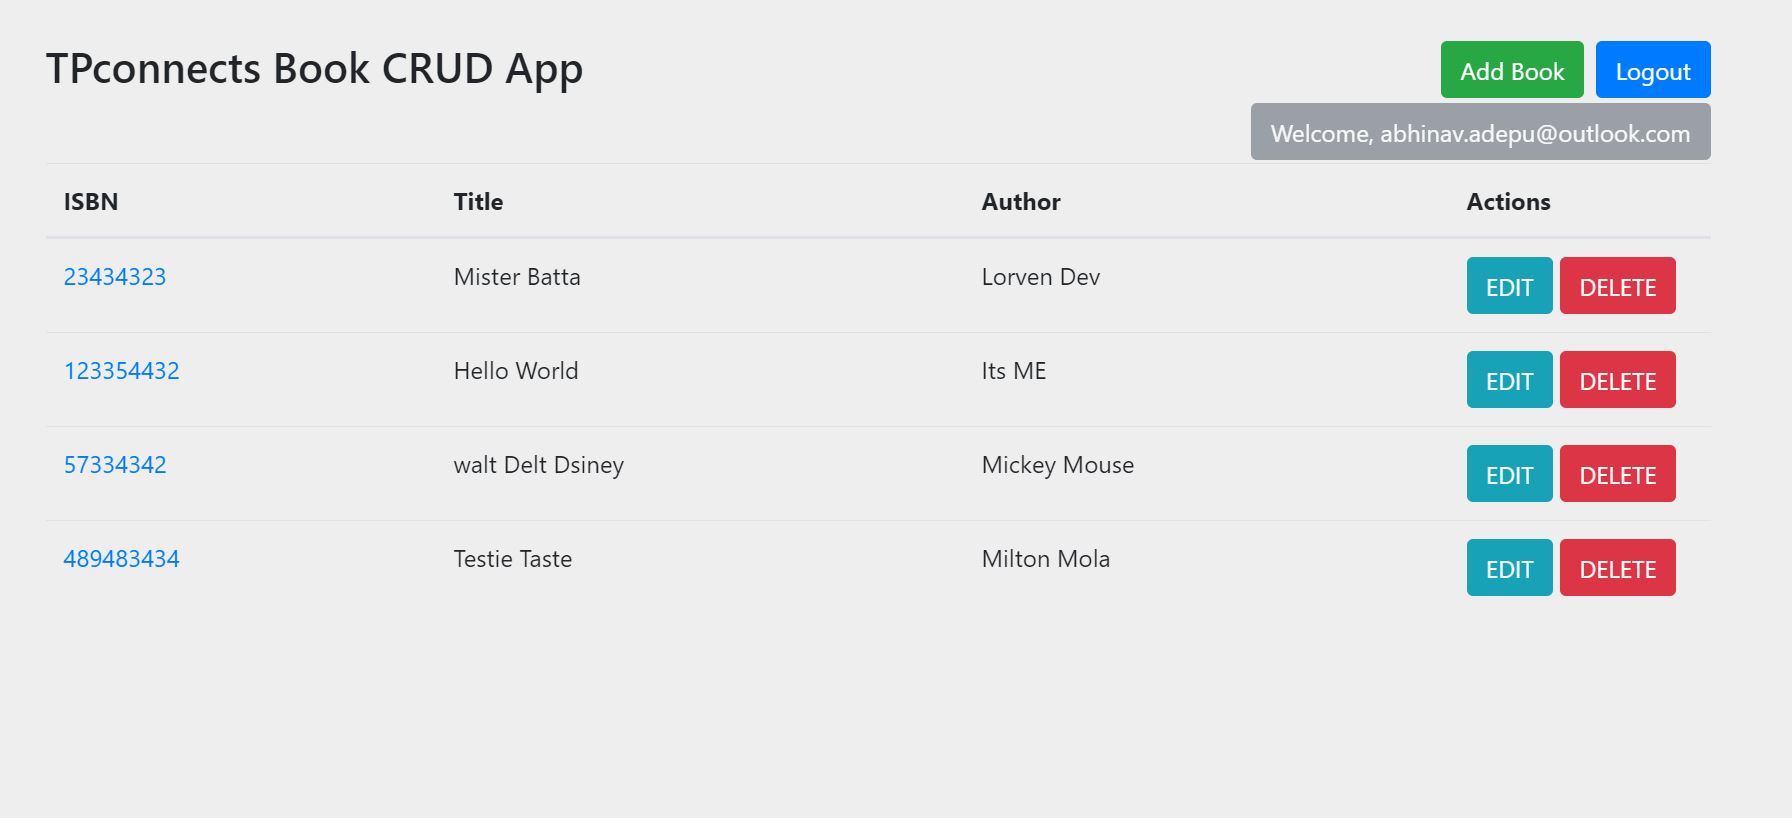 TPconnects Book CRUD App
Add Book Logout
Welcome, abhinav.adepu@outlook.com
ISBN Title Author Actions
23434323 Mister Batta Lorven Dev EDIT DELETE
123354432 Hello World Its ME EDIT DELETE
57334342 walt Delt Dsiney Mickey Mouse EDIT DELETE
489483434 Testie Taste Milton Mola EDIT DELETE